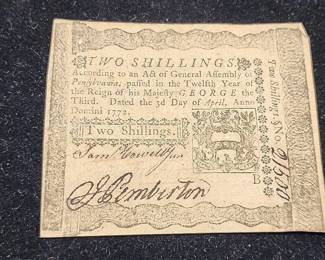 TWO SHILLINGS.
According to an Act of General Assembly of
Pennsylvania, passed in the Twelfth Year of
the Reign of his Majesty GEORGE the
Third. Dated the 3d Day of April, Anno
Domini 1772.
Two Shillings.
B
J Pemberton
Two Shillings. No.